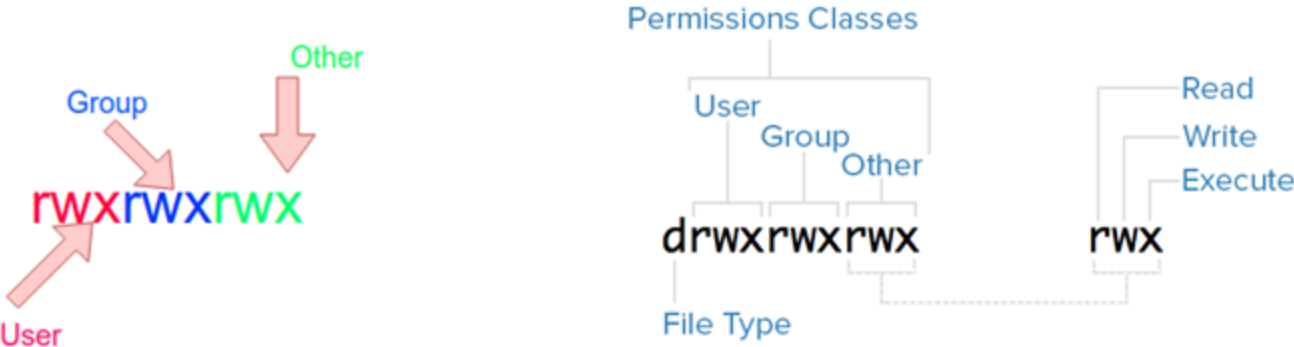 Other
Group
rwxrwxrwx
User
Permissions Classes
User
Group
Other
drwxrwxrwx
File Type
Read
Write
Execute
rwx